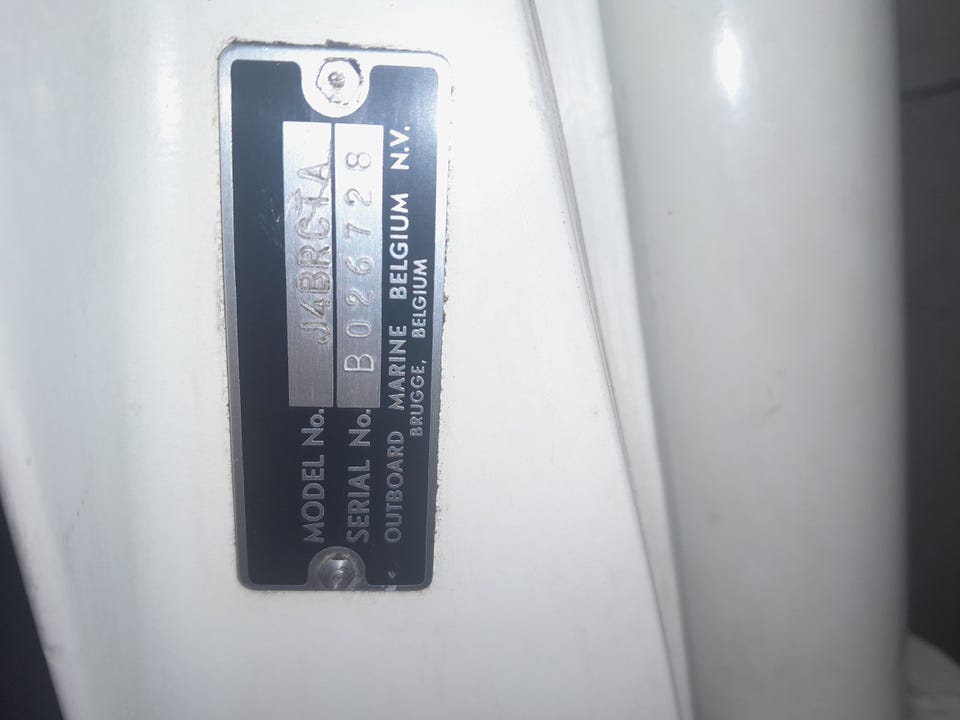 MODEL No. J4BRCTA
SERIAL No. B026728
OUTBOARD MARINE BELGIUM N.V.
BRUGGE, BELGIUM